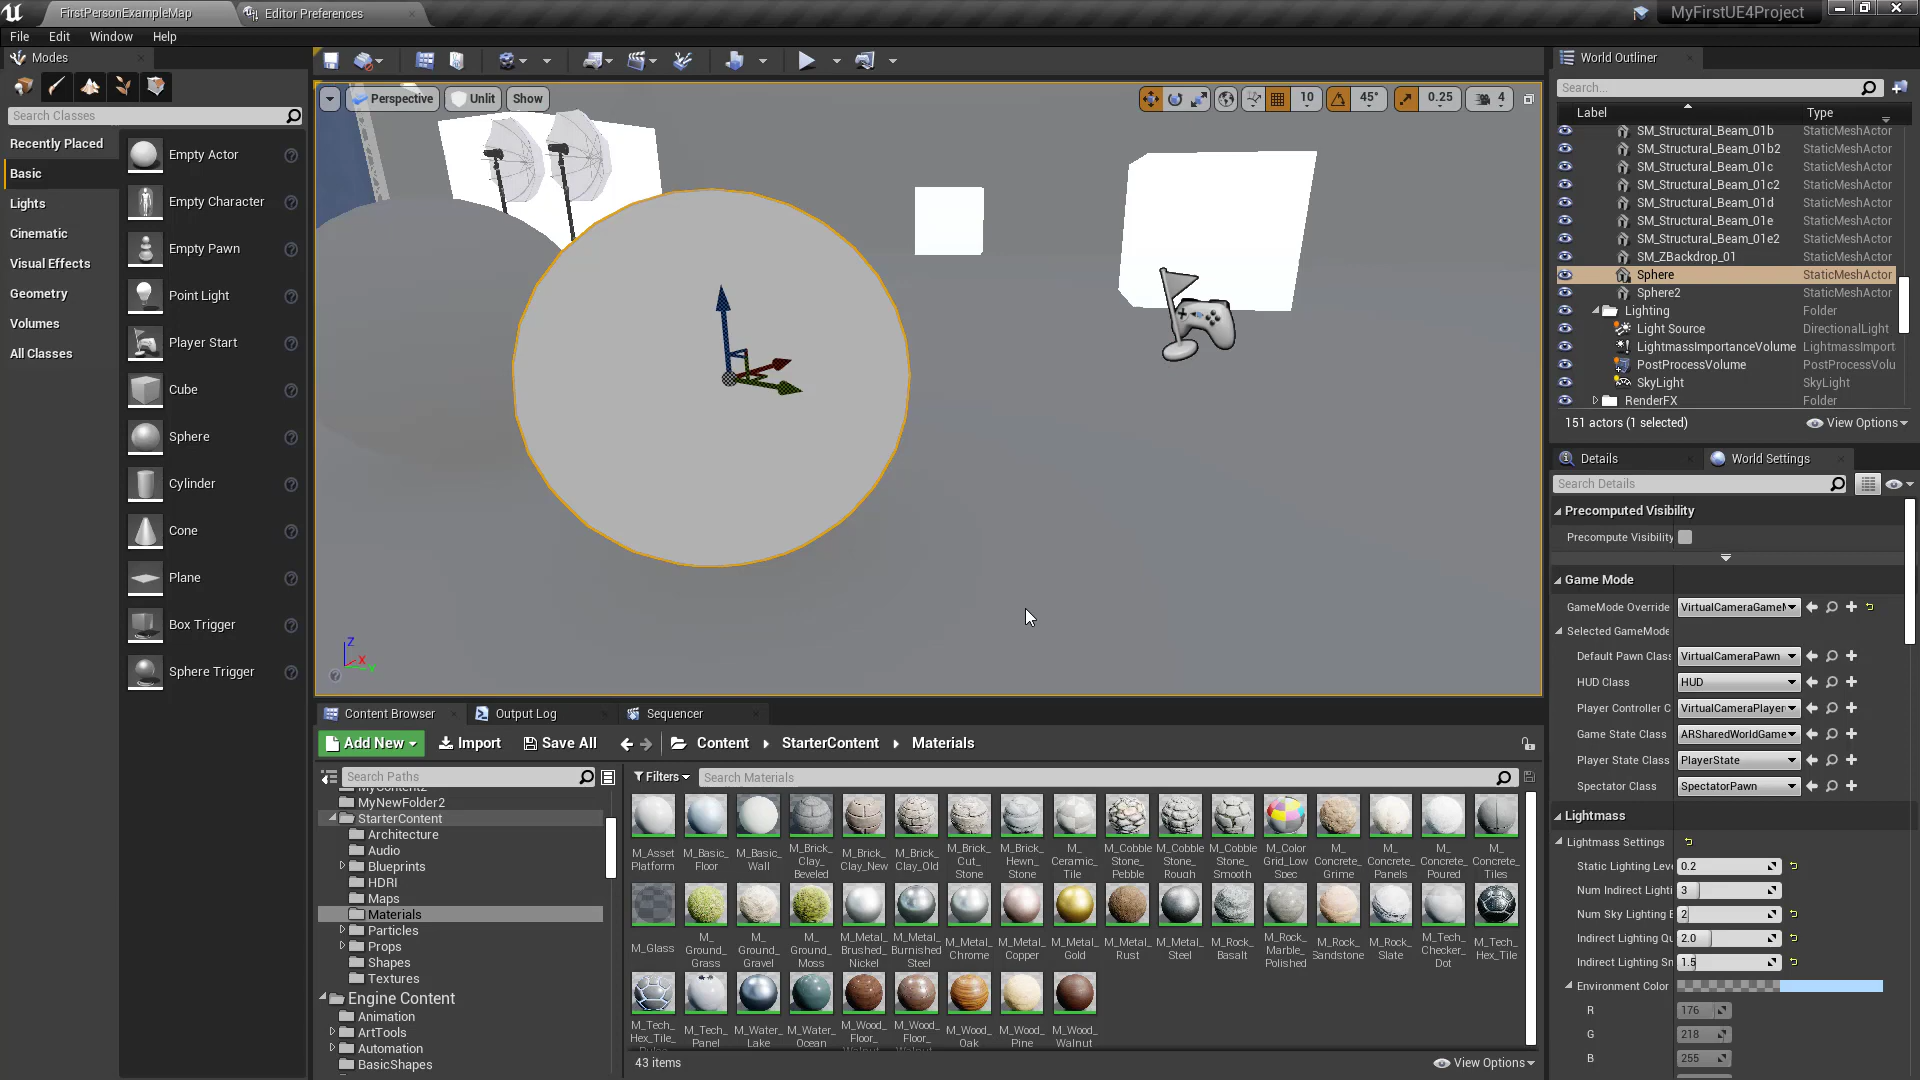 FirstPersonExampleMap
Editor Preferences
MyFirstUE4Project
File Edit Window Help
Modes
Search Classes
Recently Placed
Basic
Lights
Cinematic
Visual Effects
Geometry
Volumes
All Classes
Empty Actor
Empty Character
Empty Pawn
Point Light
Player Start
Cube
Sphere
Cylinder
Cone
Plane
Box Trigger
Sphere Trigger
Perspective Unlit Show
10 45° 0.25 4
Z
X
Y
World Outliner
Search...
Label Type
SM_Structural_Beam_01b StaticMeshActor
SM_Structural_Beam_01b2 StaticMeshActor
SM_Structural_Beam_01c StaticMeshActor
SM_Structural_Beam_01c2 StaticMeshActor
SM_Structural_Beam_01d StaticMeshActor
SM_Structural_Beam_01e StaticMeshActor
SM_Structural_Beam_01e2 StaticMeshActor
SM_ZBackdrop_01 StaticMeshActor
Sphere StaticMeshActor
Sphere2 StaticMeshActor
Lighting Folder
Light Source DirectionalLight
LightmassImportanceVolume LightmassImport
PostProcessVolume PostProcessVolu
SkyLight SkyLight
RenderFX Folder
151 actors (1 selected) View Options
Details World Settings
Search Details
Precomputed Visibility
Precompute Visibility
Game Mode
GameMode Override VirtualCameraGameM
Selected GameMode
Default Pawn Class VirtualCameraPawn
HUD Class HUD
Player Controller C VirtualCameraPlayer
Game State Class ARSharedWorldGame
Player State Class PlayerState
Spectator Class SpectatorPawn
Lightmass
Lightmass Settings
Static Lighting Leve 0.2
Num Indirect Lighti 3
Num Sky Lighting B 2
Indirect Lighting Qu 2.0
Indirect Lighting Sm 1.5
Environment Color
R 176
G 218
B 255
Content Browser Output Log Sequencer
Add New Import Save All Content StarterContent Materials
Search Paths
Filters Search Materials
MyContent2
MyNewFolder2
StarterContent
Architecture
Audio
Blueprints
HDRI
Maps
Materials
Particles
Props
Shapes
Textures
Engine Content
Animation
ArtTools
Automation
BasicShapes
M_Asset Platform
M_Basic_ Floor
M_Basic_ Wall
M_Brick_ Clay_ Beveled
M_Brick_ Clay_New
M_Brick_ Clay_Old
M_Brick_ Cut_ Stone
M_Brick_ Hewn_ Stone
M_ Ceramic_ Tile
M_Cobble Stone_ Pebble
M_Cobble Stone_ Rough
M_Cobble Stone_ Smooth
M_Color Grid_Low Spec
M_ Concrete_ Grime
M_ Concrete_ Panels
M_ Concrete_ Poured
M_ Concrete_ Tiles
M_Glass
M_ Ground_ Grass
M_ Ground_ Gravel
M_ Ground_ Moss
M_Metal_ Brushed_ Nickel
M_Metal_ Burnished Steel
M_Metal_ Chrome
M_Metal_ Copper
M_Metal_ Gold
M_Metal_ Rust
M_Metal_ Steel
M_Rock_ Basalt
M_Rock_ Marble_ Polished
M_Rock_ Sandstone
M_Rock_ Slate
M_Tech_ Checker_ Dot
M_Tech_ Hex_Tile
M_Tech_ Hex_Tile_
M_Tech_ Panel
M_Water_ Lake
M_Water_ Ocean
M_Wood_ Floor_
M_Wood_ Floor_
M_Wood_ Oak
M_Wood_ Pine
M_Wood_ Walnut
43 items View Options